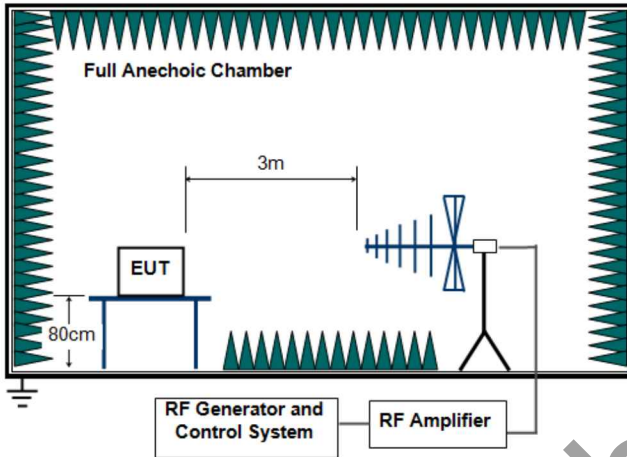 Full Anechoic Chamber
3m
EUT
80cm
RF Generator and
Control System
RF Amplifier